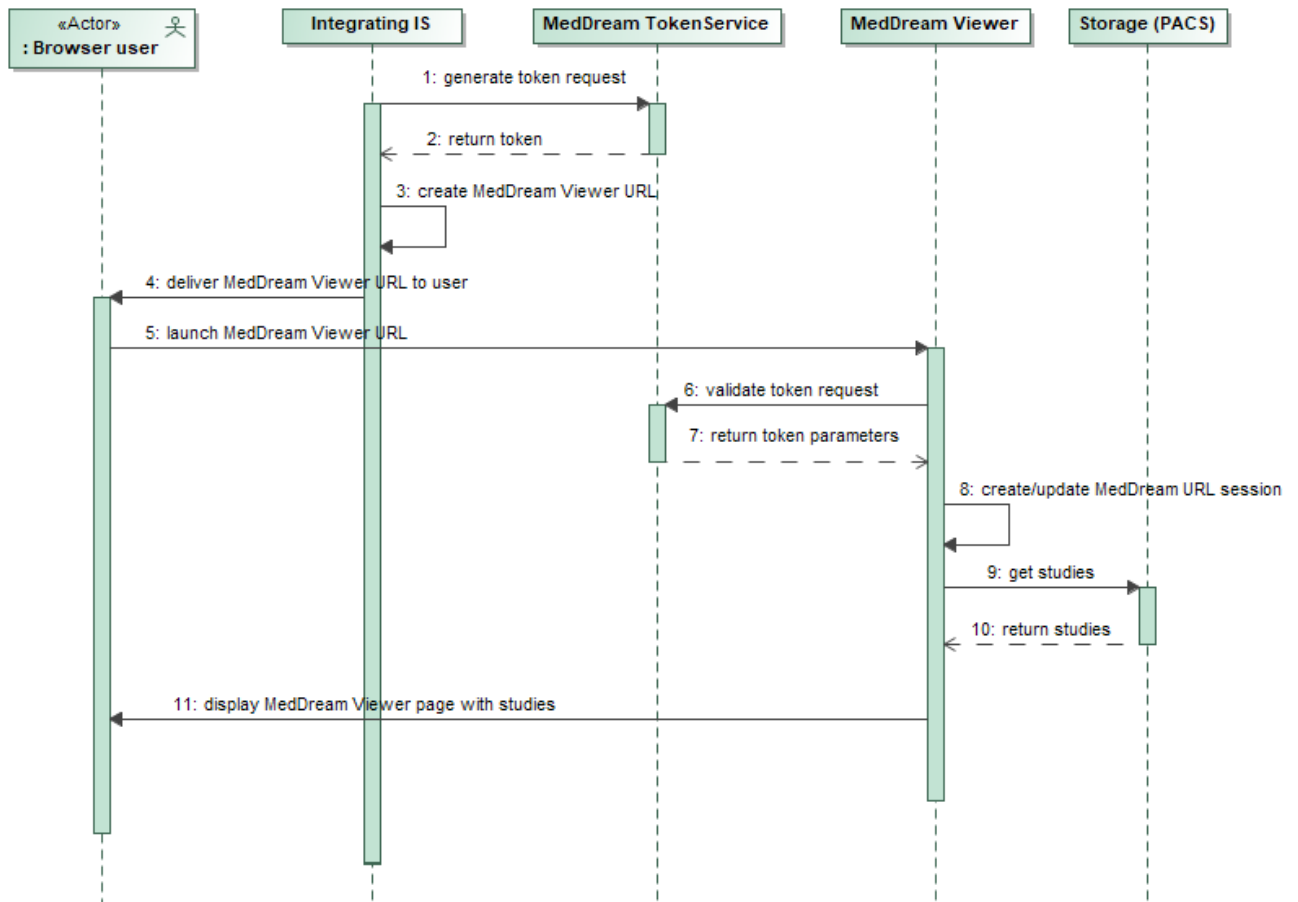 «Actor»
: Browser user
Integrating IS
MedDream TokenService
MedDream Viewer
Storage (PACS)
1: generate token request
2: return token
3: create MedDream Viewer URL
4: deliver MedDream Viewer URL to user
5: launch MedDream Viewer URL
6: validate token request
7: return token parameters
8: create/update MedDream URL session
9: get studies
10: return studies
11: display MedDream Viewer page with studies